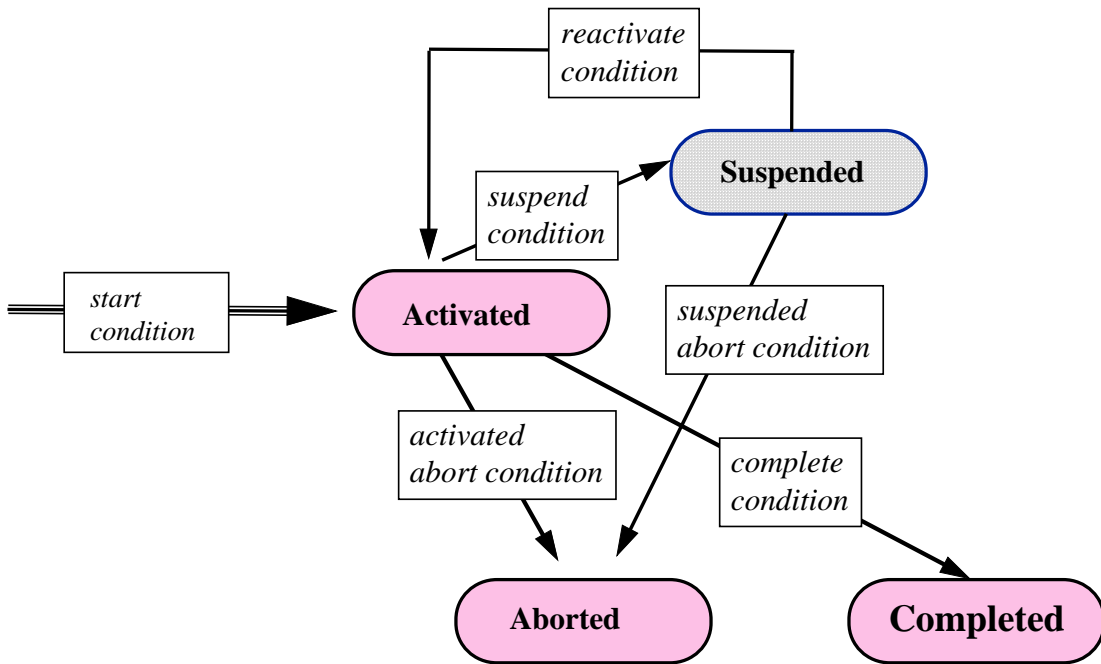 reactivate
condition
Suspended
suspend
condition
start
condition
Activated
suspended
abort condition
activated
abort condition
complete
condition
Aborted
Completed